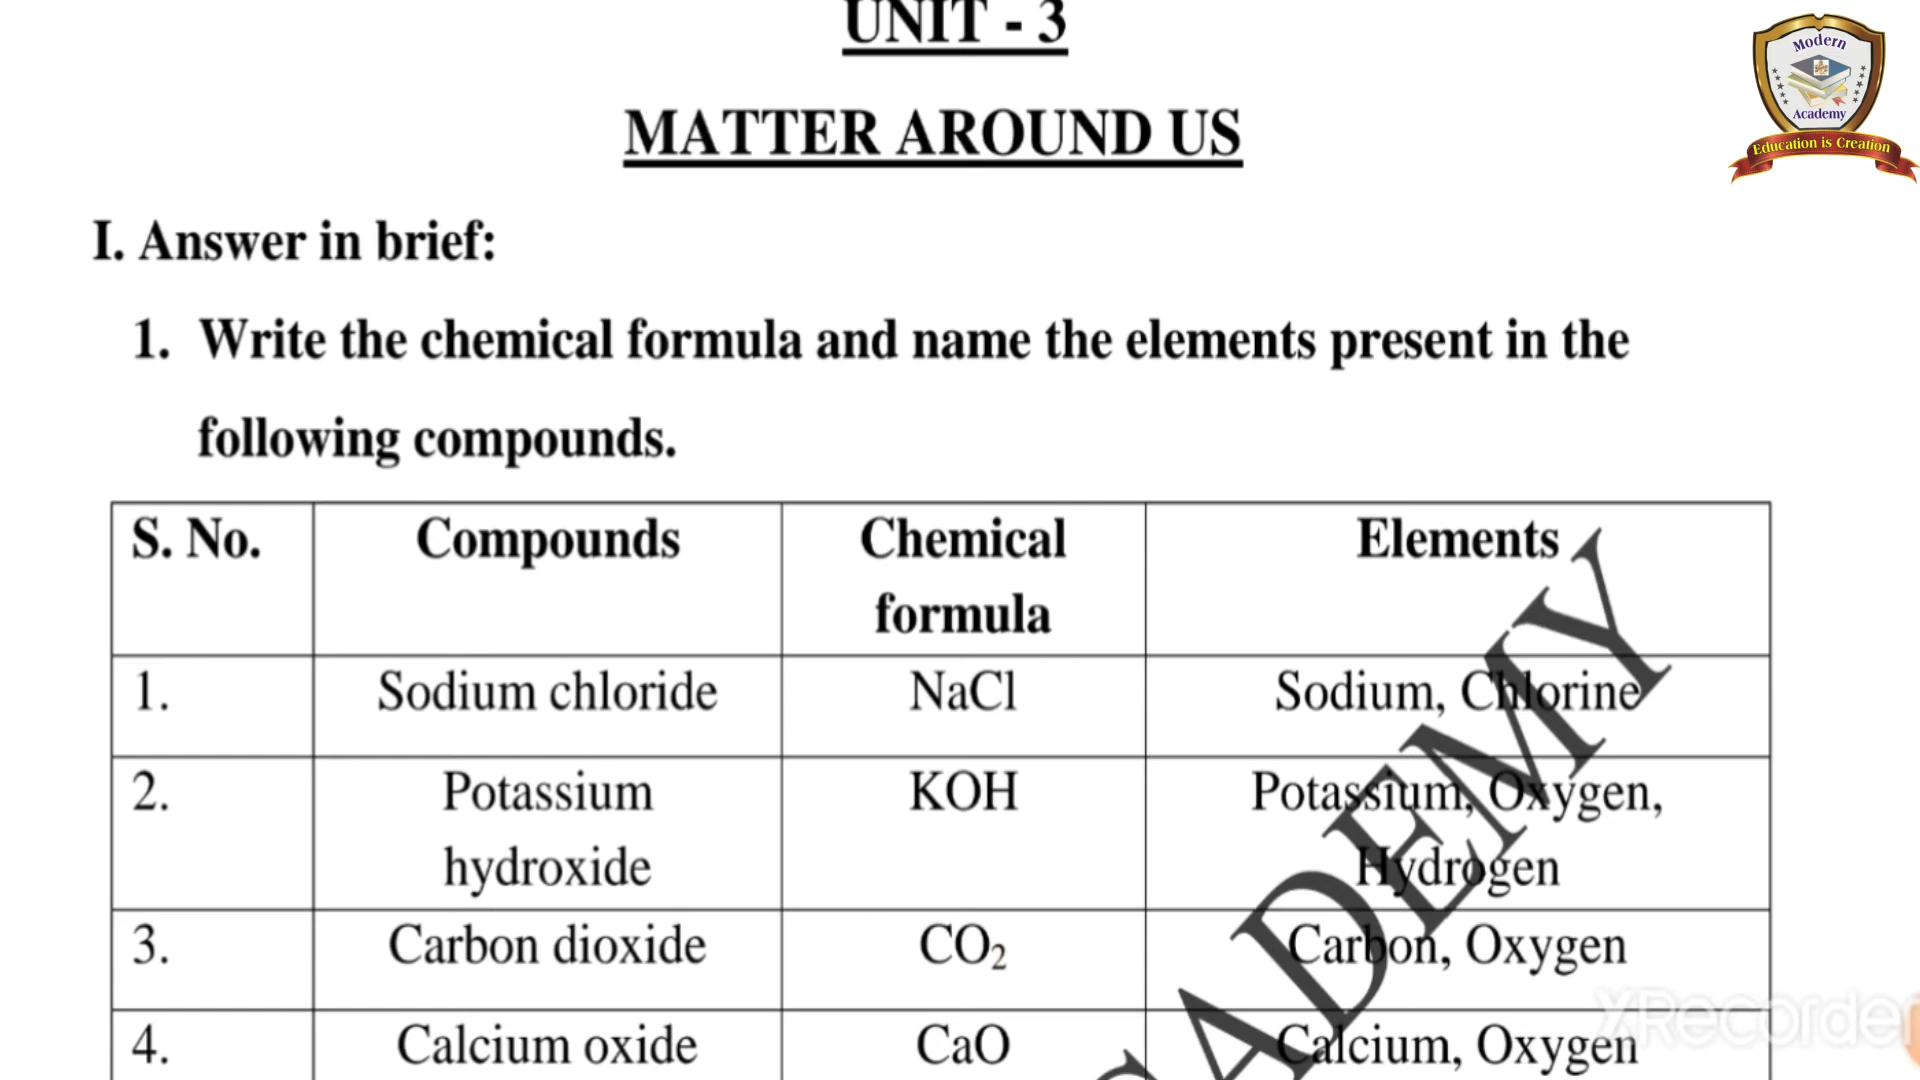 UNIT - 3
Modern
Academy
Education is Creation
MATTER AROUND US
I. Answer in brief:
1. Write the chemical formula and name the elements present in the
following compounds.
S. No. Compounds Chemical Elements
formula
1. Sodium chloride NaCl Sodium, Chlorine
2. Potassium KOH Potassium, Oxygen,
hydroxide Hydrogen
3. Carbon dioxide CO₂ Carbon, Oxygen
4. Calcium oxide CaO Calcium, Oxygen
ADEMY
XRecorder